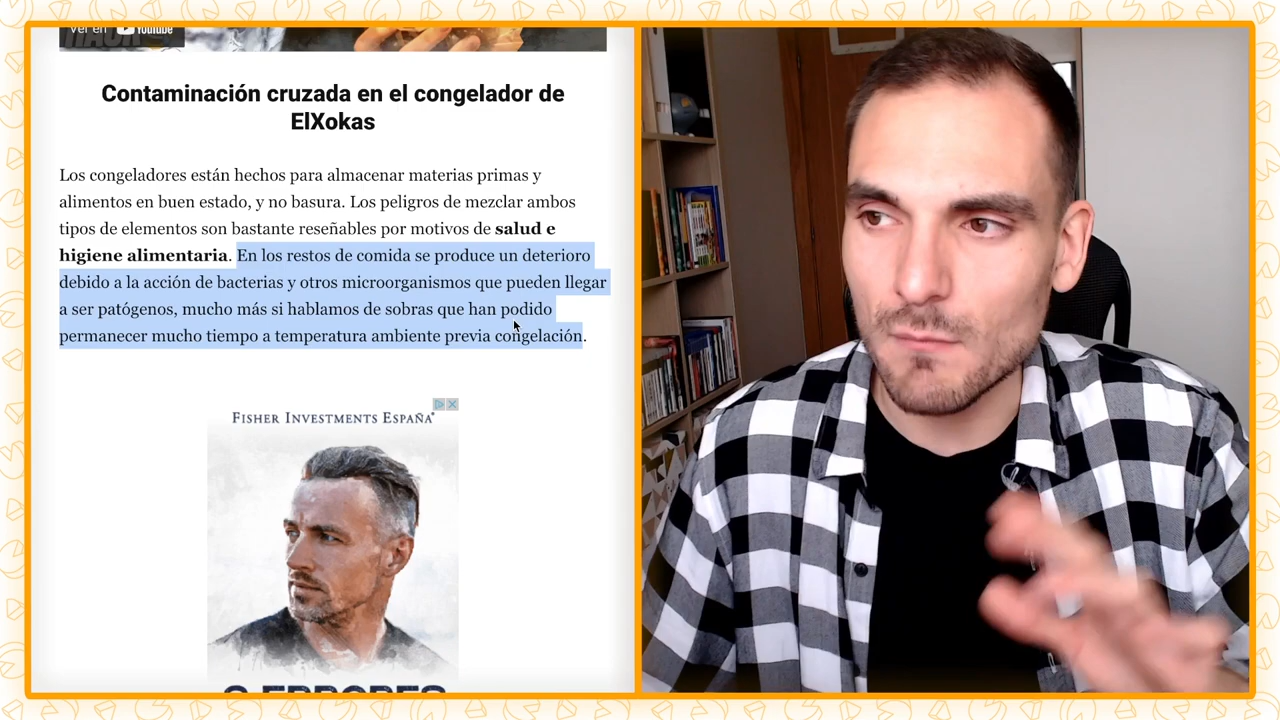 Ver en YouTube
Contaminación cruzada en el congelador de
ElXokas
Los congeladores están hechos para almacenar materias primas y
alimentos en buen estado, y no basura. Los peligros de mezclar ambos
tipos de elementos son bastante reseñables por motivos de salud e
higiene alimentaria. En los restos de comida se produce un deterioro
debido a la acción de bacterias y otros microorganismos que pueden llegar
a ser patógenos, mucho más si hablamos de sobras que han podido
permanecer mucho tiempo a temperatura ambiente previa congelación.
FISHER INVESTMENTS ESPAÑA